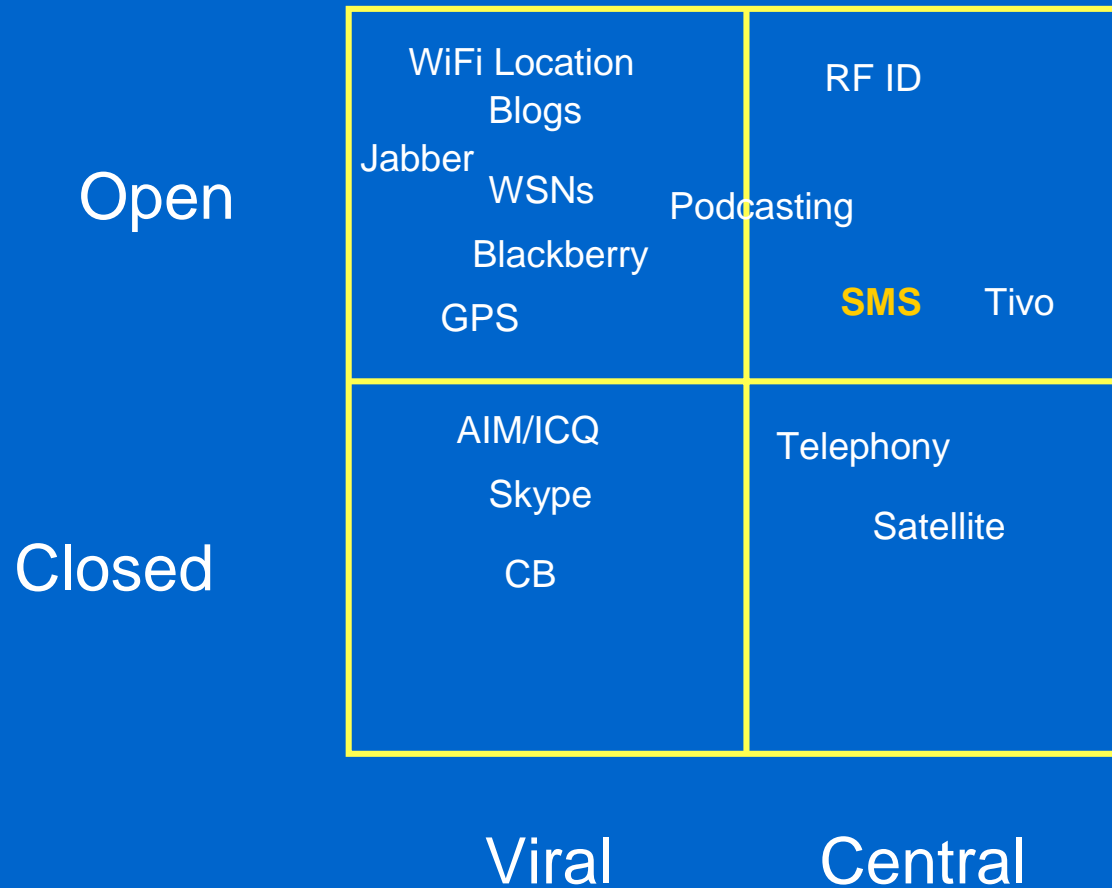 WiFi Location
RF ID
Blogs
Jabber
Open
WSNs
Podcasting
Blackberry
SMS Tivo
GPS
AIM/ICQ
Telephony
Skype
Satellite
Closed
CB
Viral Central